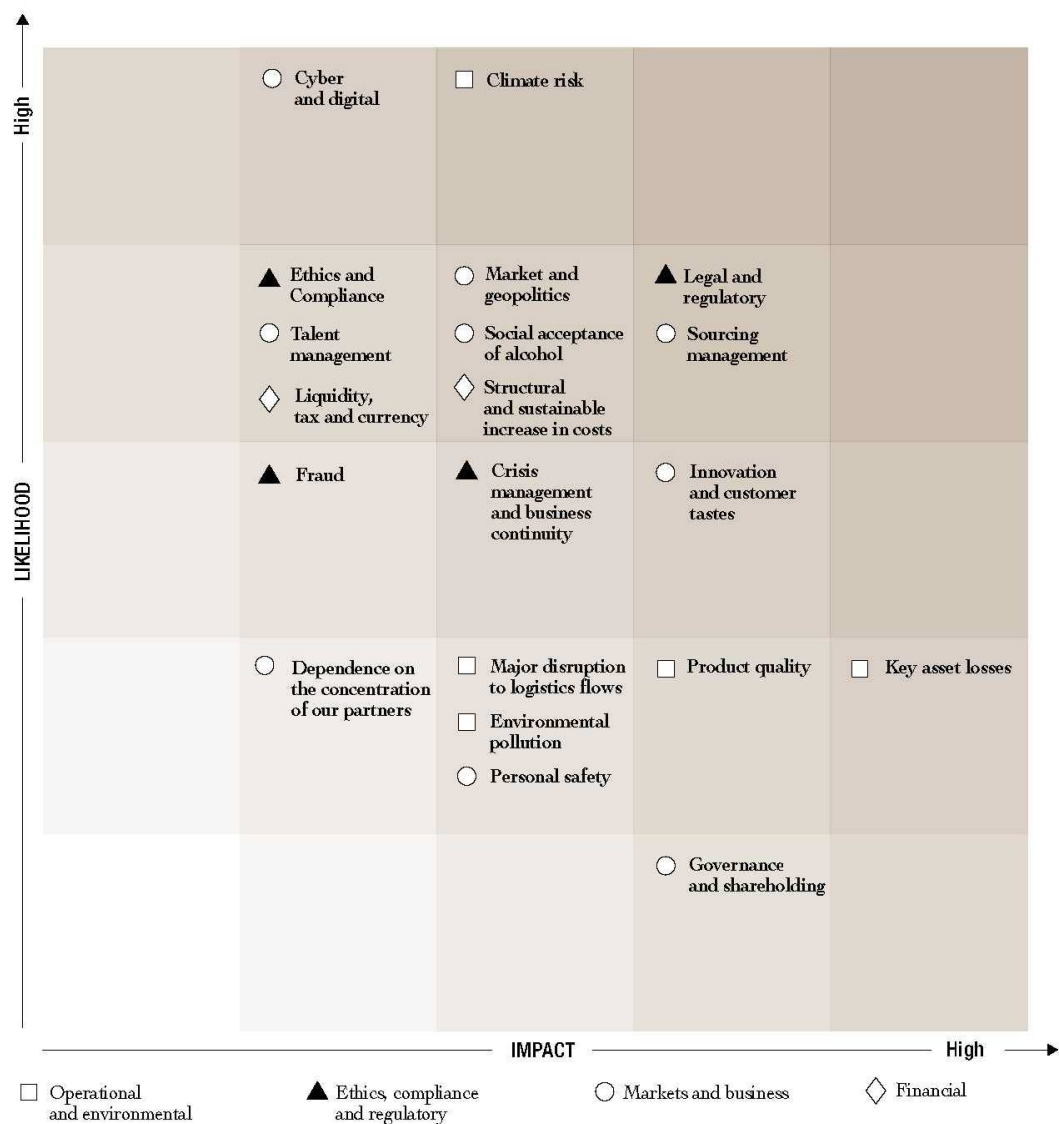 High
Cyber
and digital
Climate risk
Ethics and
Compliance
Market and
geopolitics
Legal and
regulatory
Talent
management
Social acceptance
of alcohol
Sourcing
management
Liquidity,
tax and currency
Structural
and sustainable
increase in costs
LIKELIHOOD
Fraud
Crisis
management
and business
continuity
Innovation
and customer
tastes
Dependence on
the concentration
of our partners
Major disruption
to logistics flows
Product quality
Key asset losses
Environmental
pollution
Personal safety
Governance
and shareholding
IMPACT
High
Operational
and environmental
Ethics, compliance
and regulatory
Markets and business
Financial